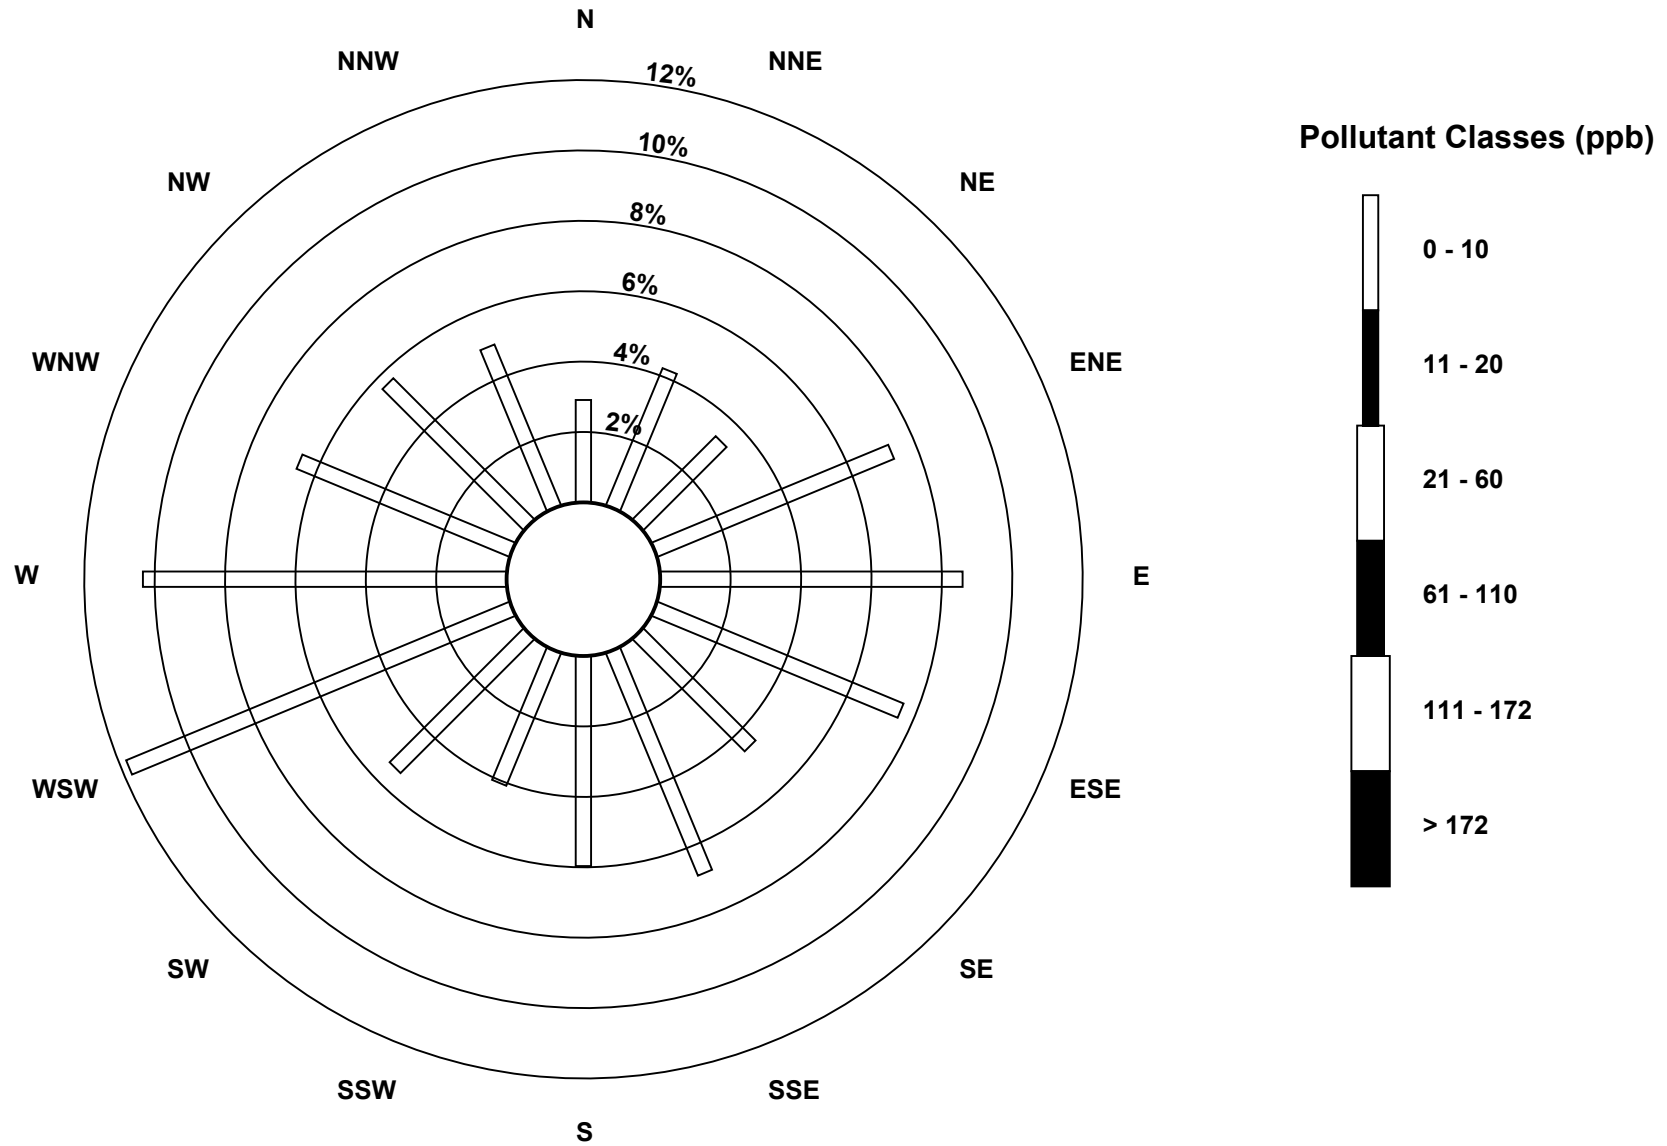 N
NNW
NNE
12%
10%
NW
NE
8%
6%
4%
WNW
ENE
2%
W
E
WSW
ESE
SW
SE
SSW
SSE
S
Pollutant Classes (ppb)
0 - 10
11 - 20
21 - 60
61 - 110
111 - 172
> 172